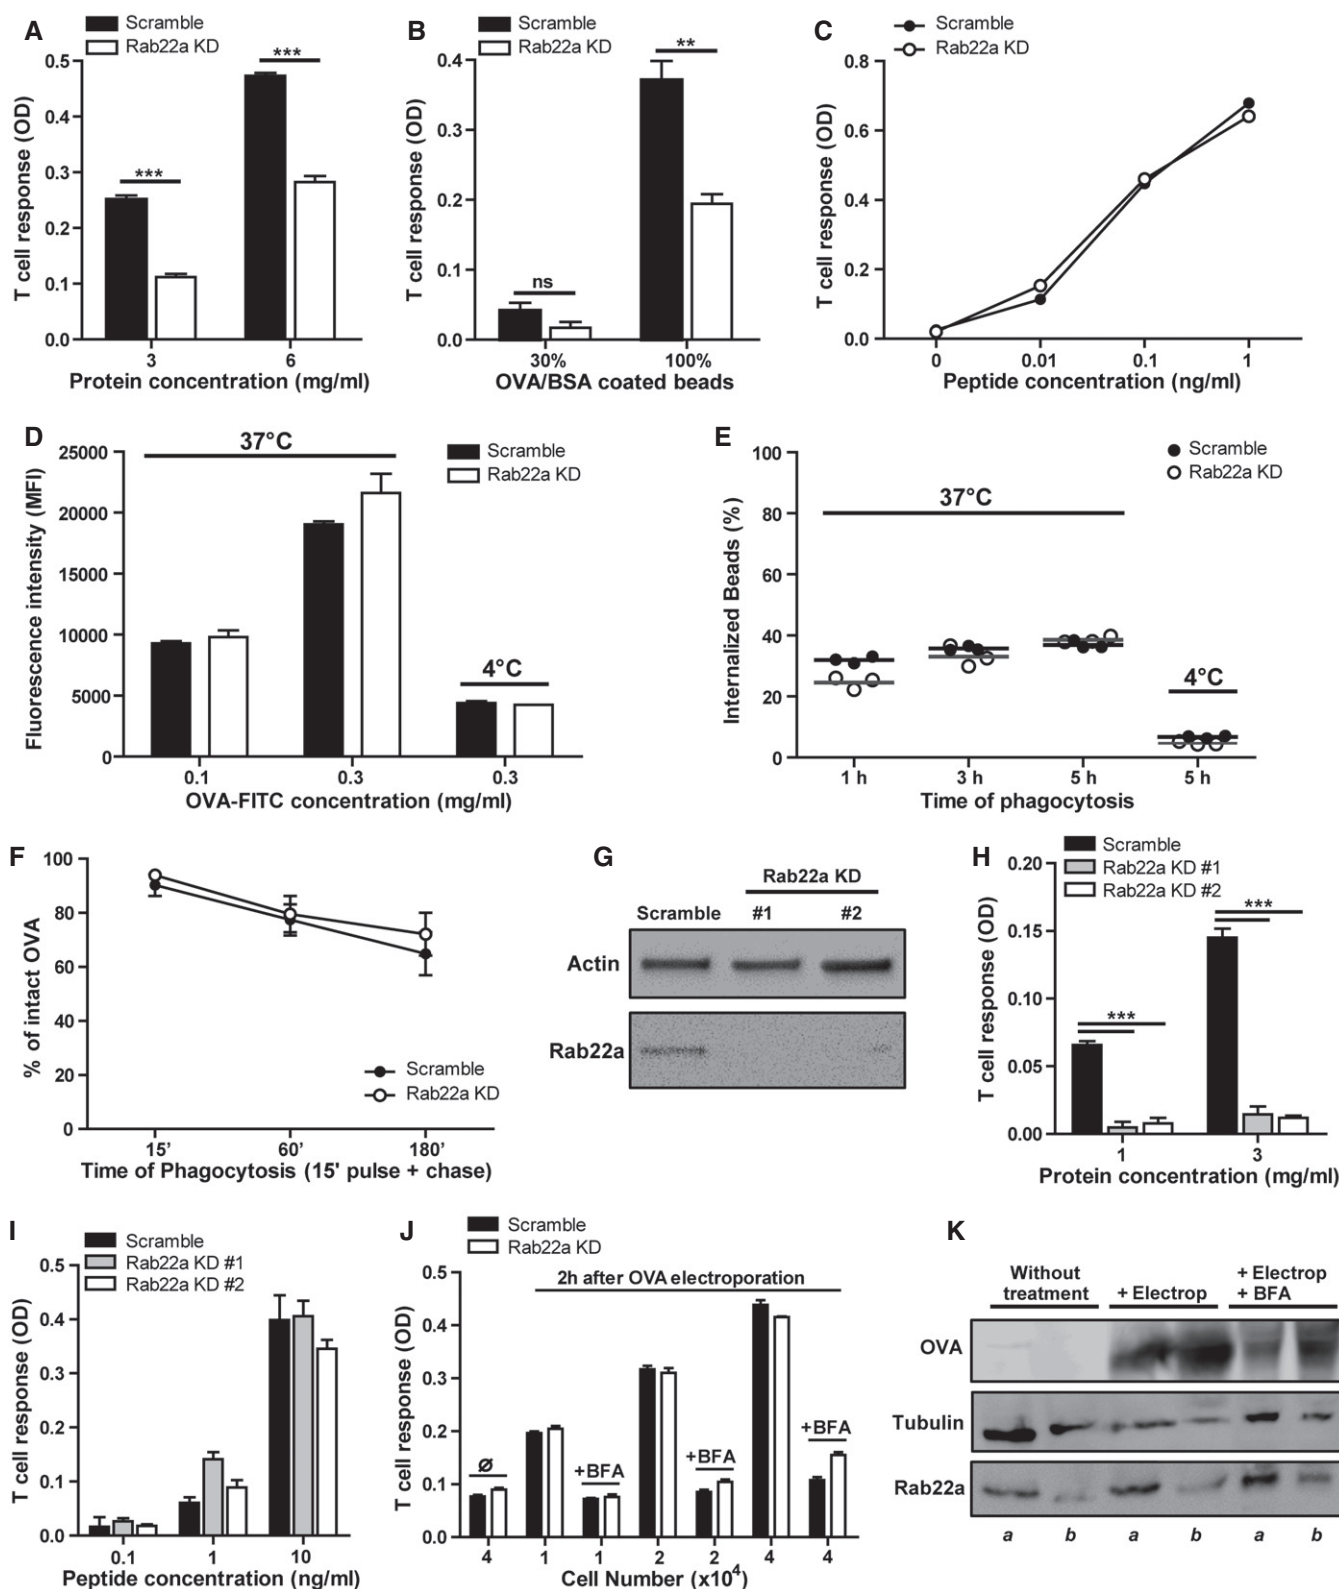 A
Scramble
Rab22a KD
T cell response (OD)
0.5
0.4
0.3
0.2
0.1
0.0
***
***
3
6
Protein concentration (mg/ml)
B
Scramble
Rab22a KD
T cell response (OD)
0.4
0.3
0.2
0.1
0.0
ns
**
30%
100%
OVA/BSA coated beads
C
Scramble
Rab22a KD
T cell response (OD)
0.8
0.6
0.4
0.2
0.0
0
0.01
0.1
1
Peptide concentration (ng/ml)
D
37°C
Scramble
Rab22a KD
Fluorescence intensity (MFI)
25000
20000
15000
10000
5000
0
4°C
0.1
0.3
0.3
OVA-FITC concentration (mg/ml)
E
Scramble
Rab22a KD
37°C
4°C
Internalized Beads (%)
100
80
60
40
20
0
1 h
3 h
5 h
5 h
Time of phagocytosis
F
% of intact OVA
100
80
60
40
20
0
Scramble
Rab22a KD
15’
60’
180’
Time of Phagocytosis (15' pulse + chase)
G
Rab22a KD
Scramble
#1
#2
Actin
Rab22a
H
Scramble
Rab22a KD #1
Rab22a KD #2
T cell response (OD)
0.20
0.15
0.10
0.05
0.00
***
***
1
3
Protein concentration (mg/ml)
I
Scramble
Rab22a KD #1
Rab22a KD #2
T cell response (OD)
0.5
0.4
0.3
0.2
0.1
0.0
0.1
1
10
Peptide concentration (ng/ml)
J
Scramble
Rab22a KD
2h after OVA electroporation
T cell response (OD)
0.5
0.4
0.3
0.2
0.1
0.0
Ø
+BFA
+BFA
+BFA
4
1
1
2
2
4
4
Cell Number (x10⁴)
K
Without
treatment
+ Electrop
+ Electrop
+ BFA
OVA
Tubulin
Rab22a
a
b
a
b
a
b